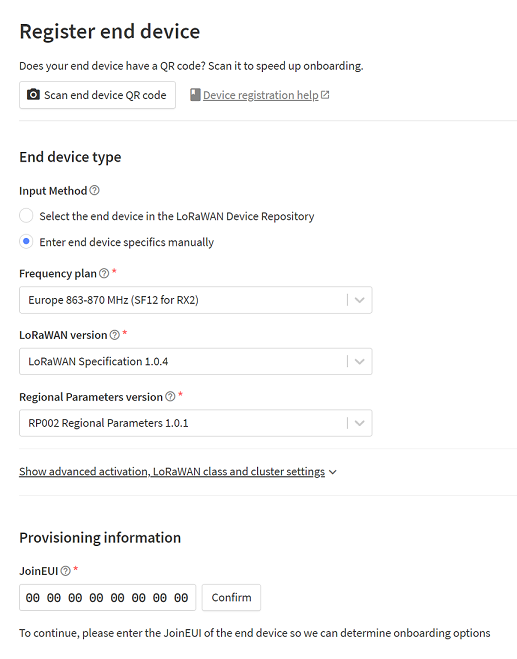 Register end device
Does your end device have a QR code? Scan it to speed up onboarding.
Scan end device QR code Device registration help
End device type
Input Method
Select the end device in the LoRaWAN Device Repository
Enter end device specifics manually
Frequency plan *
Europe 863-870 MHz (SF12 for RX2)
LoRaWAN version *
LoRaWAN Specification 1.0.4
Regional Parameters version *
RP002 Regional Parameters 1.0.1
Show advanced activation, LoRaWAN class and cluster settings
Provisioning information
JoinEUI *
00 00 00 00 00 00 00 00 Confirm
To continue, please enter the JoinEUI of the end device so we can determine onboarding options